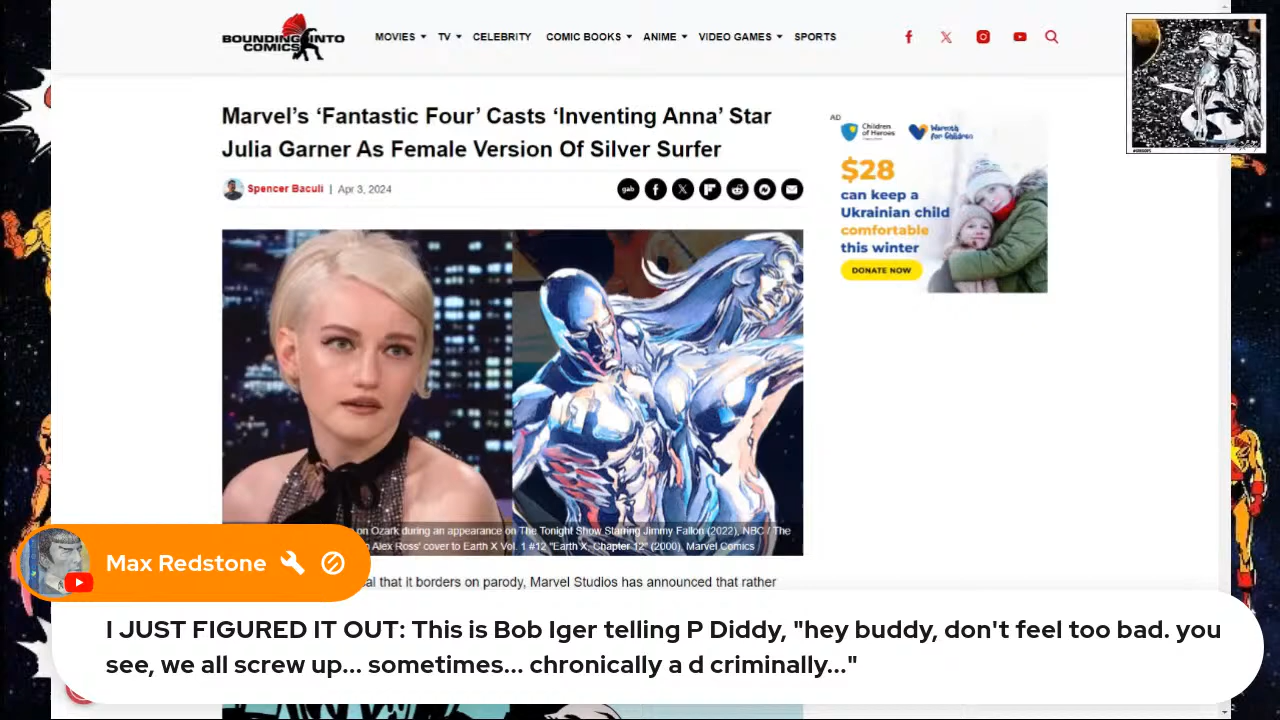 BOUNDING INTO
COMICS
MOVIES TV CELEBRITY COMIC BOOKS ANIME VIDEO GAMES SPORTS
Marvel's 'Fantastic Four' Casts 'Inventing Anna' Star
Julia Garner As Female Version Of Silver Surfer
Spencer Baculi | Apr 3, 2024
gab
AD
Children
of Heroes
Warmth
for Children
$28
can keep a
Ukrainian child
comfortable
this winter
DONATE NOW
on Ozark during an appearance on The Tonight Show Starring Jimmy Fallon (2022), NBC / The
Alex Ross' cover to Earth X Vol. 1 #12 "Earth X, Chapter 12" (2000), Marvel Comics
al that it borders on parody, Marvel Studios has announced that rather
Max Redstone
I JUST FIGURED IT OUT: This is Bob Iger telling P Diddy, "hey buddy, don't feel too bad. you
see, we all screw up... sometimes... chronically a d criminally..."